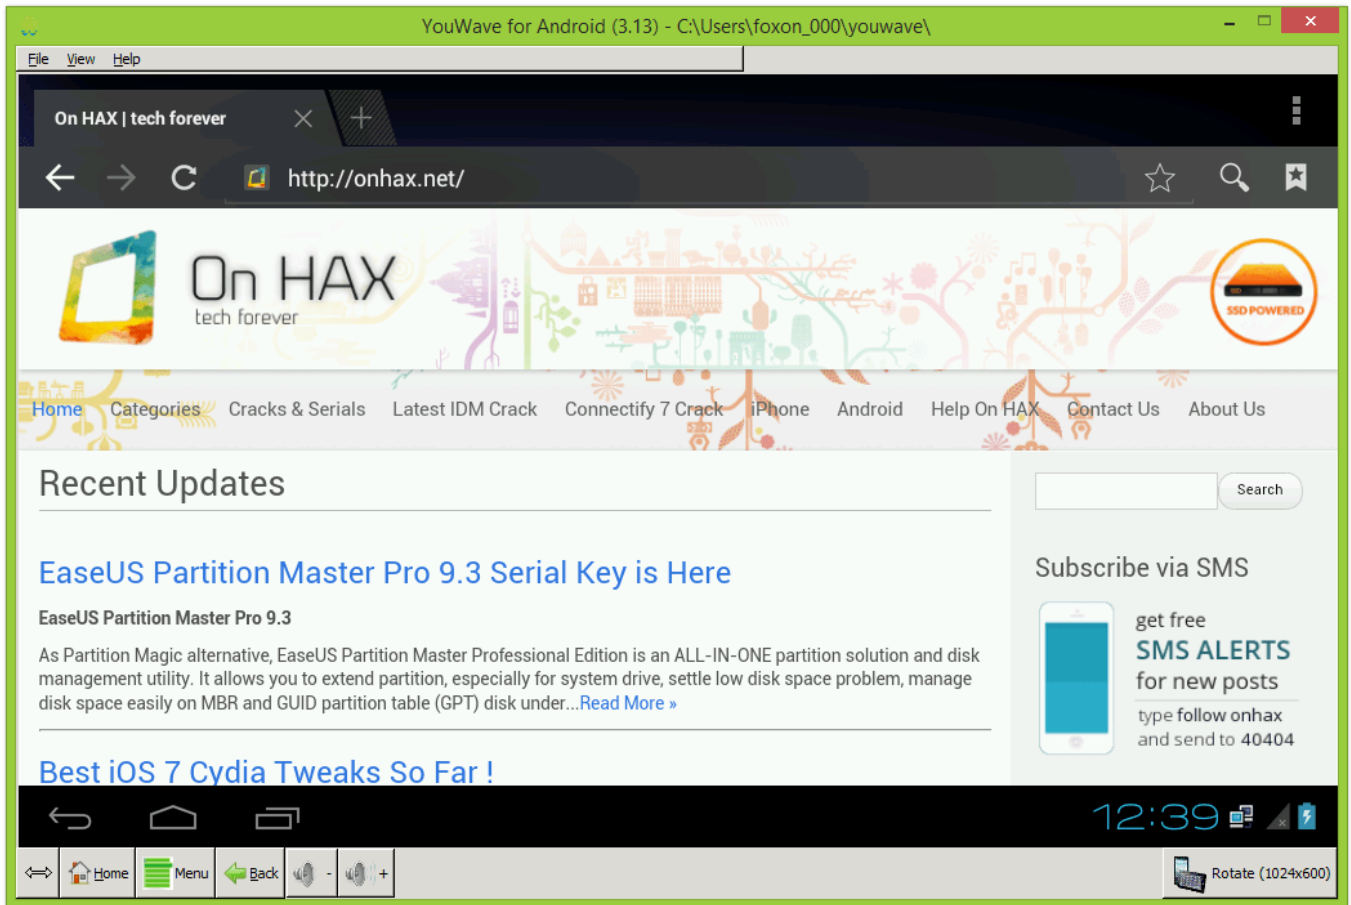 YouWave for Android (3.13) - C:\Users\foxon_000\youwave\
File View Help
On HAX | tech forever
http://onhax.net/
On HAX
tech forever
SSD
SSD POWERED
Home Categories Cracks & Serials Latest IDM Crack Connectify 7 Crack iPhone Android Help On HAX Contact Us About Us
Recent Updates
Search
EaseUS Partition Master Pro 9.3 Serial Key is Here
EaseUS Partition Master Pro 9.3
As Partition Magic alternative, EaseUS Partition Master Professional Edition is an ALL-IN-ONE partition solution and disk
management utility. It allows you to extend partition, especially for system drive, settle low disk space problem, manage
disk space easily on MBR and GUID partition table (GPT) disk under...Read More »
Best iOS 7 Cydia Tweaks So Far !
Subscribe via SMS
get free
SMS ALERTS
for new posts
type follow onhax
and send to 40404
12:39
Home Menu Back - + Rotate (1024x600)